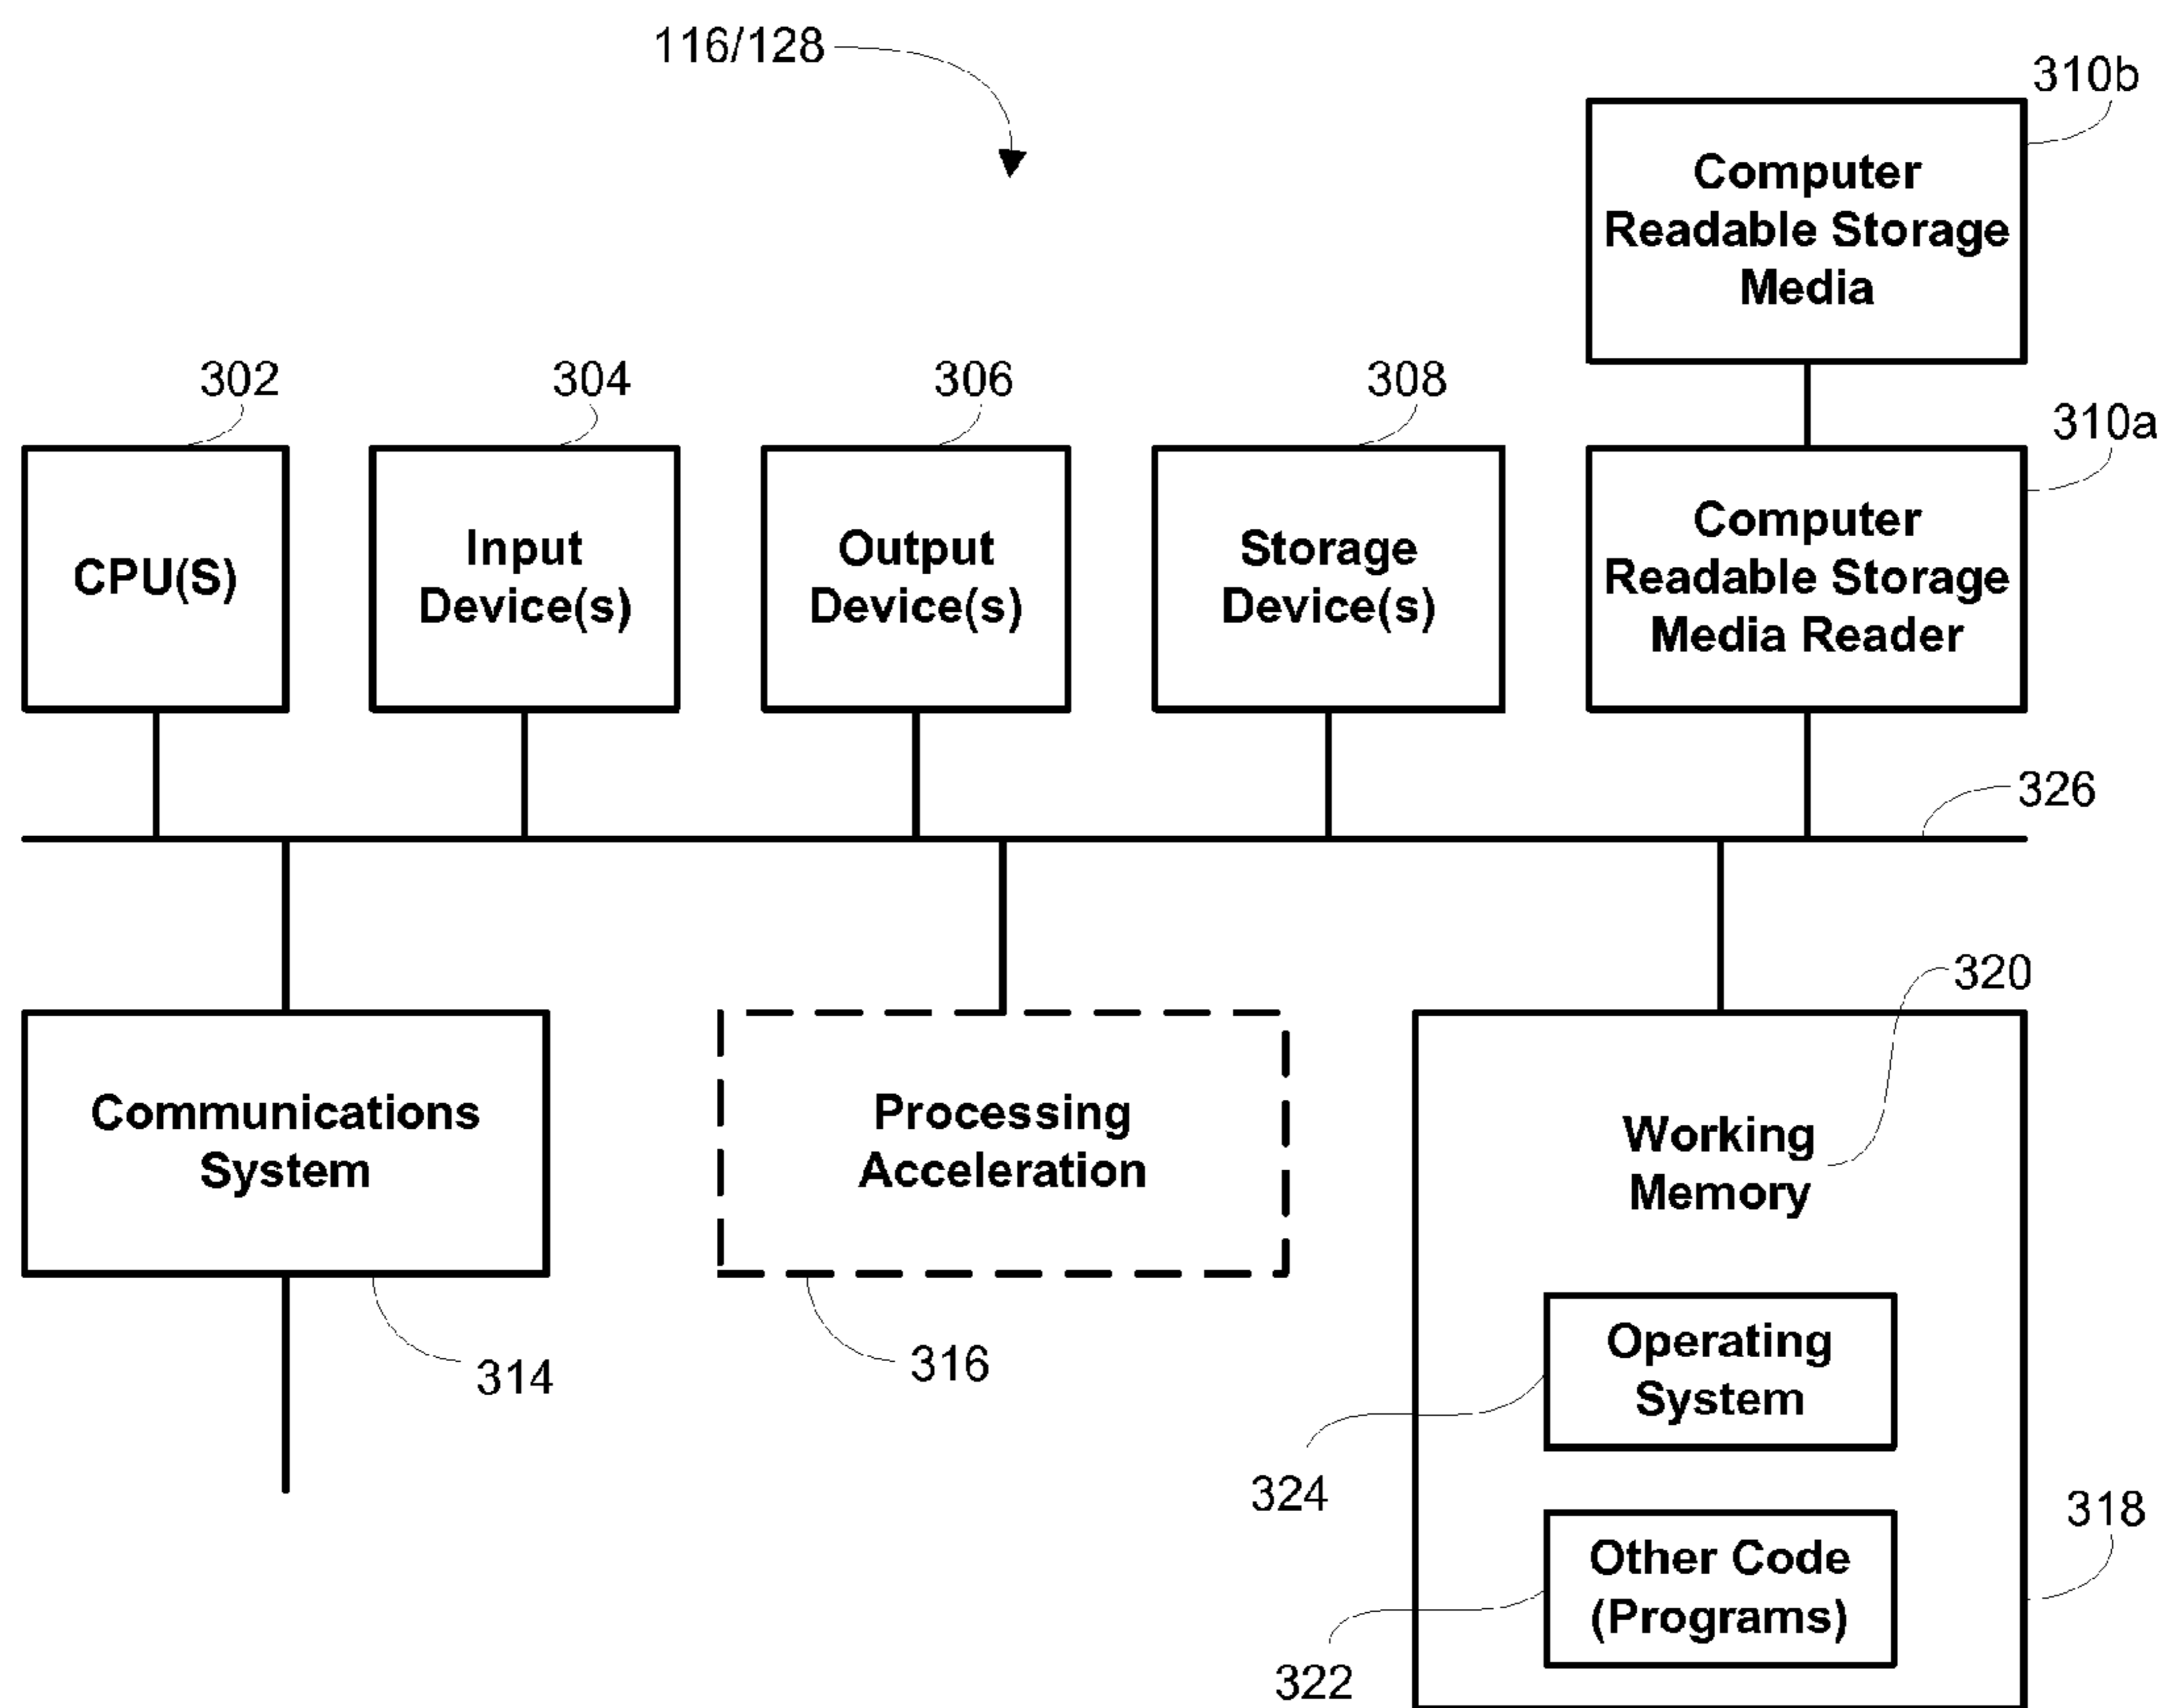 116/128
310b
Computer
Readable Storage
Media
302
304
306
308
310a
CPU(S)
Input
Device(s)
Output
Device(s)
Storage
Device(s)
Computer
Readable Storage
Media Reader
326
320
Communications
System
Processing
Acceleration
Working
Memory
314
316
Operating
System
324
318
Other Code
(Programs)
322